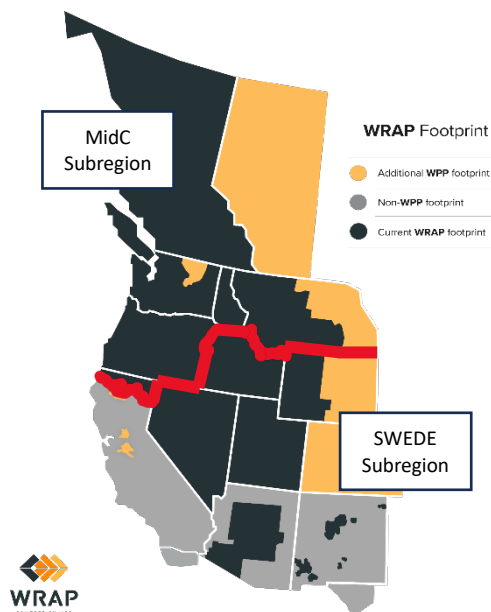 MidC
Subregion
WRAP Footprint
Additional WPP footprint
Non-WPP footprint
Current WRAP footprint
SWEDE
Subregion
WRAP